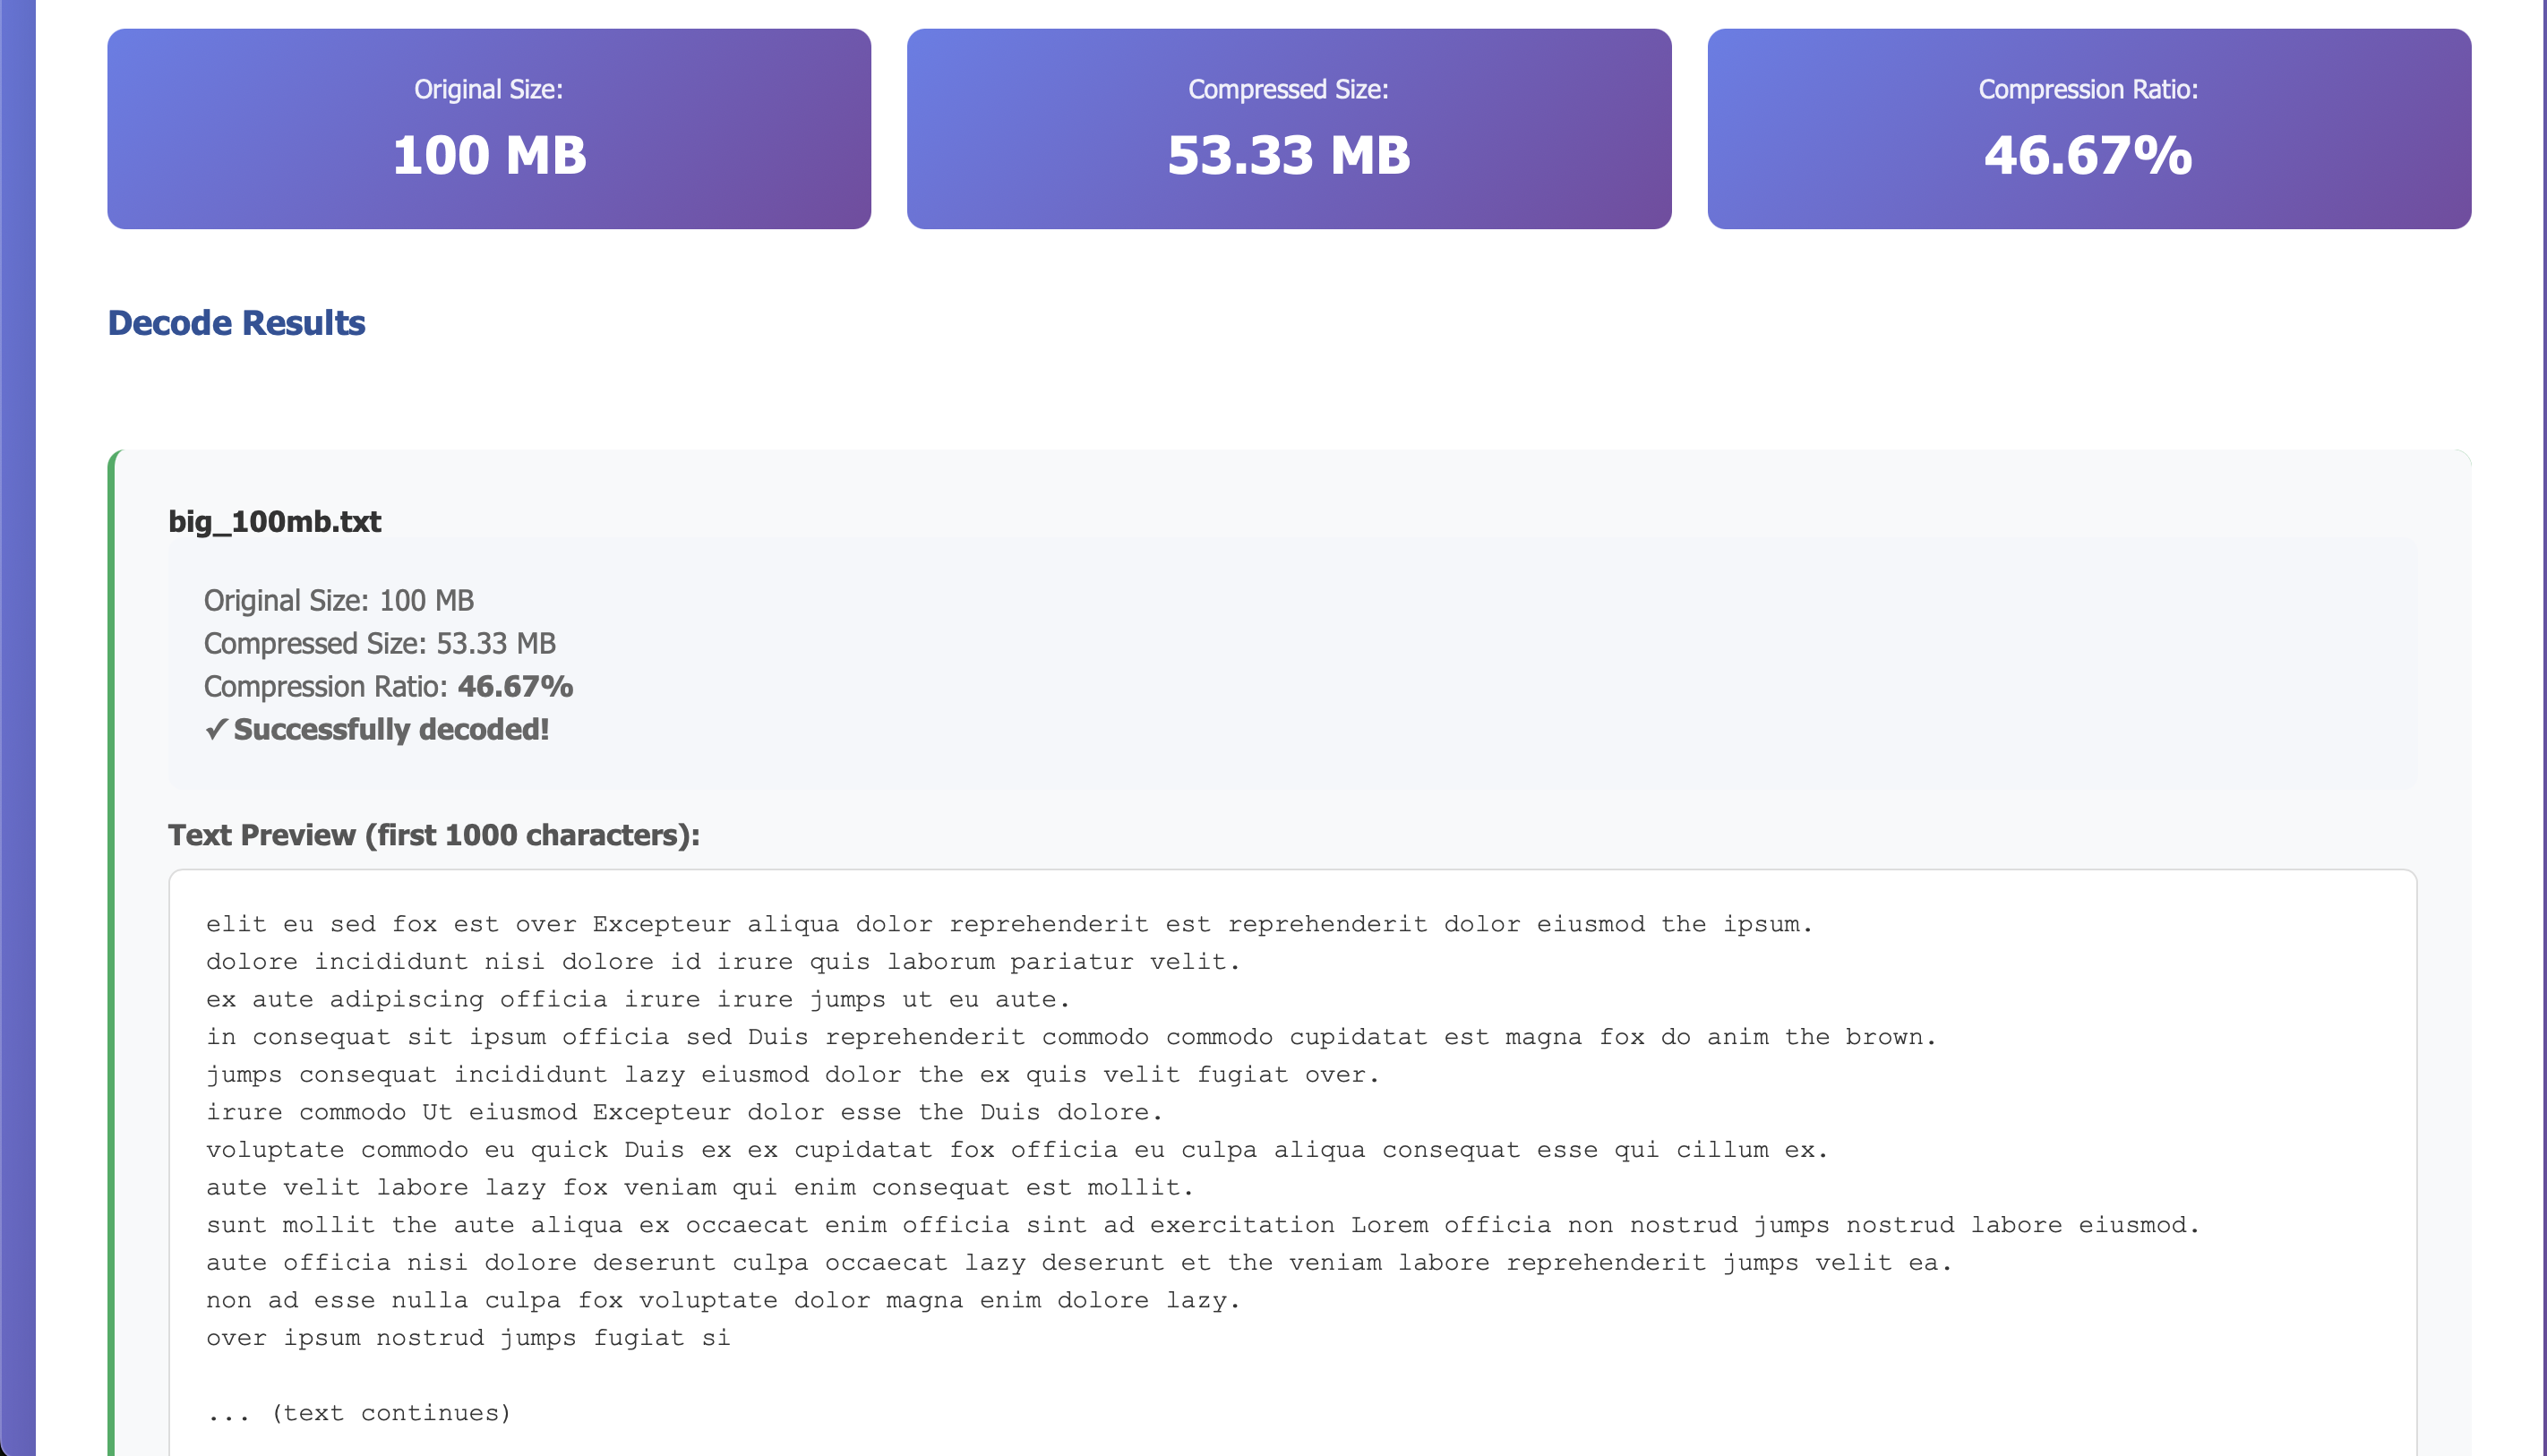 Original Size:
100 MB
Compressed Size:
53.33 MB
Compression Ratio:
46.67%
Decode Results
big_100mb.txt
Original Size: 100 MB
Compressed Size: 53.33 MB
Compression Ratio: 46.67%
✓ Successfully decoded!
Text Preview (first 1000 characters):
elit eu sed fox est over Excepteur aliqua dolor reprehenderit est reprehenderit dolor eiusmod the ipsum.
dolore incididunt nisi dolore id irure quis laborum pariatur velit.
ex aute adipiscing officia irure irure jumps ut eu aute.
in consequat sit ipsum officia sed Duis reprehenderit commodo commodo cupidatat est magna fox do anim the brown.
jumps consequat incididunt lazy eiusmod dolor the ex quis velit fugiat over.
irure commodo Ut eiusmod Excepteur dolor esse the Duis dolore.
voluptate commodo eu quick Duis ex ex cupidatat fox officia eu culpa aliqua consequat esse qui cillum ex.
aute velit labore lazy fox veniam qui enim consequat est mollit.
sunt mollit the aute aliqua ex occaecat enim officia sint ad exercitation Lorem officia non nostrud jumps nostrud labore eiusmod.
aute officia nisi dolore deserunt culpa occaecat lazy deserunt et the veniam labore reprehenderit jumps velit ea.
non ad esse nulla culpa fox voluptate dolor magna enim dolore lazy.
over ipsum nostrud jumps fugiat si
... (text continues)